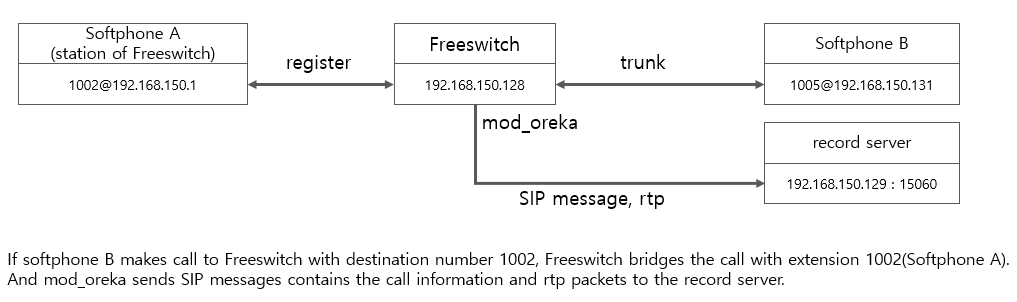 Softphone A
(station of Freeswitch)
1002@192.168.150.1
register
Freeswitch
192.168.150.128
trunk
Softphone B
1005@192.168.150.131
mod_oreka
SIP message, rtp
record server
192.168.150.129 : 15060
If softphone B makes call to Freeswitch with destination number 1002, Freeswitch bridges the call with extension 1002(Softphone A).
And mod_oreka sends SIP messages contains the call information and rtp packets to the record server.